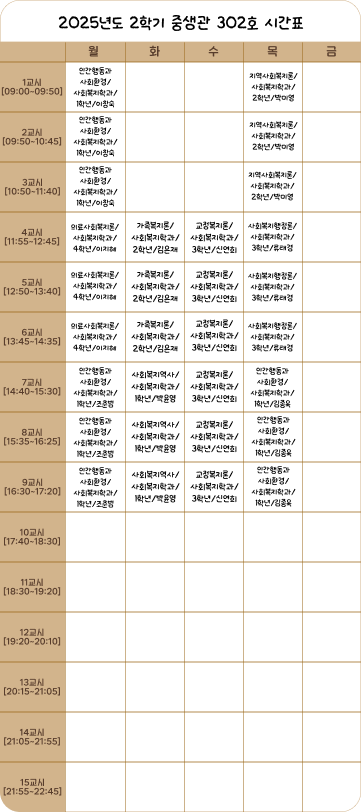 2025년도 2학기 중생관 302호 시간표
월 화 수 목 금
1교시
[09:00~09:50]
인간행동과
사회환경/
사회복지학과/
1학년/이창숙
지역사회복지론/
사회복지학과/
2학년/박미영
2교시
[09:50~10:45]
인간행동과
사회환경/
사회복지학과/
1학년/이창숙
지역사회복지론/
사회복지학과/
2학년/박미영
3교시
[10:50~11:40]
인간행동과
사회환경/
사회복지학과/
1학년/이창숙
지역사회복지론/
사회복지학과/
2학년/박미영
4교시
[11:55~12:45]
의료사회복지론/
사회복지학과/
4학년/이지혜
가족복지론/
사회복지학과/
2학년/김은재
교정복지론/
사회복지학과/
3학년/신연희
사회복지행정론/
사회복지학과/
3학년/류태경
5교시
[12:50~13:40]
의료사회복지론/
사회복지학과/
4학년/이지혜
가족복지론/
사회복지학과/
2학년/김은재
교정복지론/
사회복지학과/
3학년/신연희
사회복지행정론/
사회복지학과/
3학년/류태경
6교시
[13:45~14:35]
의료사회복지론/
사회복지학과/
4학년/이지혜
가족복지론/
사회복지학과/
2학년/김은재
교정복지론/
사회복지학과/
3학년/신연희
사회복지행정론/
사회복지학과/
3학년/류태경
7교시
[14:40~15:30]
인간행동과
사회환경/
사회복지학과/
1학년/조준범
사회복지역사/
사회복지학과/
1학년/박윤영
교정복지론/
사회복지학과/
3학년/신연희
인간행동과
사회환경/
사회복지학과/
1학년/김종욱
8교시
[15:35~16:25]
인간행동과
사회환경/
사회복지학과/
1학년/조준범
사회복지역사/
사회복지학과/
1학년/박윤영
교정복지론/
사회복지학과/
3학년/신연희
인간행동과
사회환경/
사회복지학과/
1학년/김종욱
9교시
[16:30~17:20]
인간행동과
사회환경/
사회복지학과/
1학년/조준범
사회복지역사/
사회복지학과/
1학년/박윤영
교정복지론/
사회복지학과/
3학년/신연희
인간행동과
사회환경/
사회복지학과/
1학년/김종욱
10교시
[17:40~18:30]
11교시
[18:30~19:20]
12교시
[19:20~20:10]
13교시
[20:15~21:05]
14교시
[21:05~21:55]
15교시
[21:55~22:45]